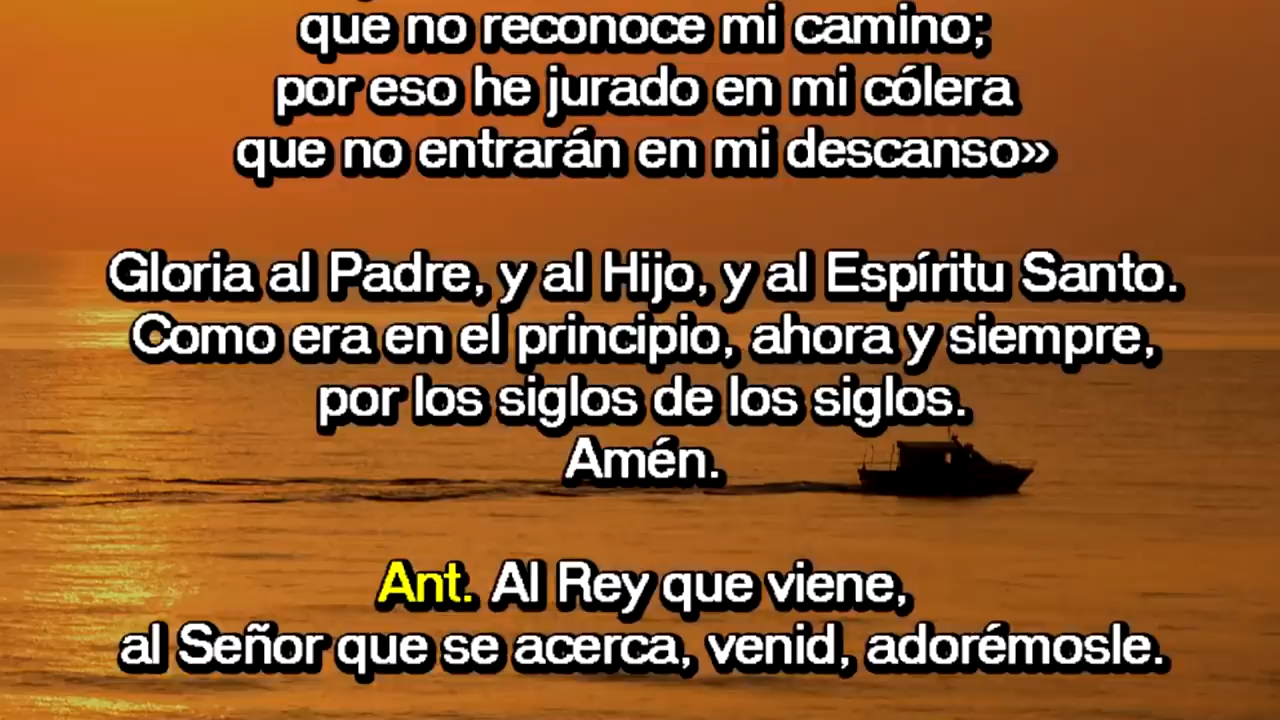 que no reconoce mi camino;
por eso he jurado en mi cólera
que no entrarán en mi descanso»
Gloria al Padre, y al Hijo, y al Espíritu Santo.
Como era en el principio, ahora y siempre,
por los siglos de los siglos.
Amén.
Ant. Al Rey que viene,
al Señor que se acerca, venid, adorémosle.